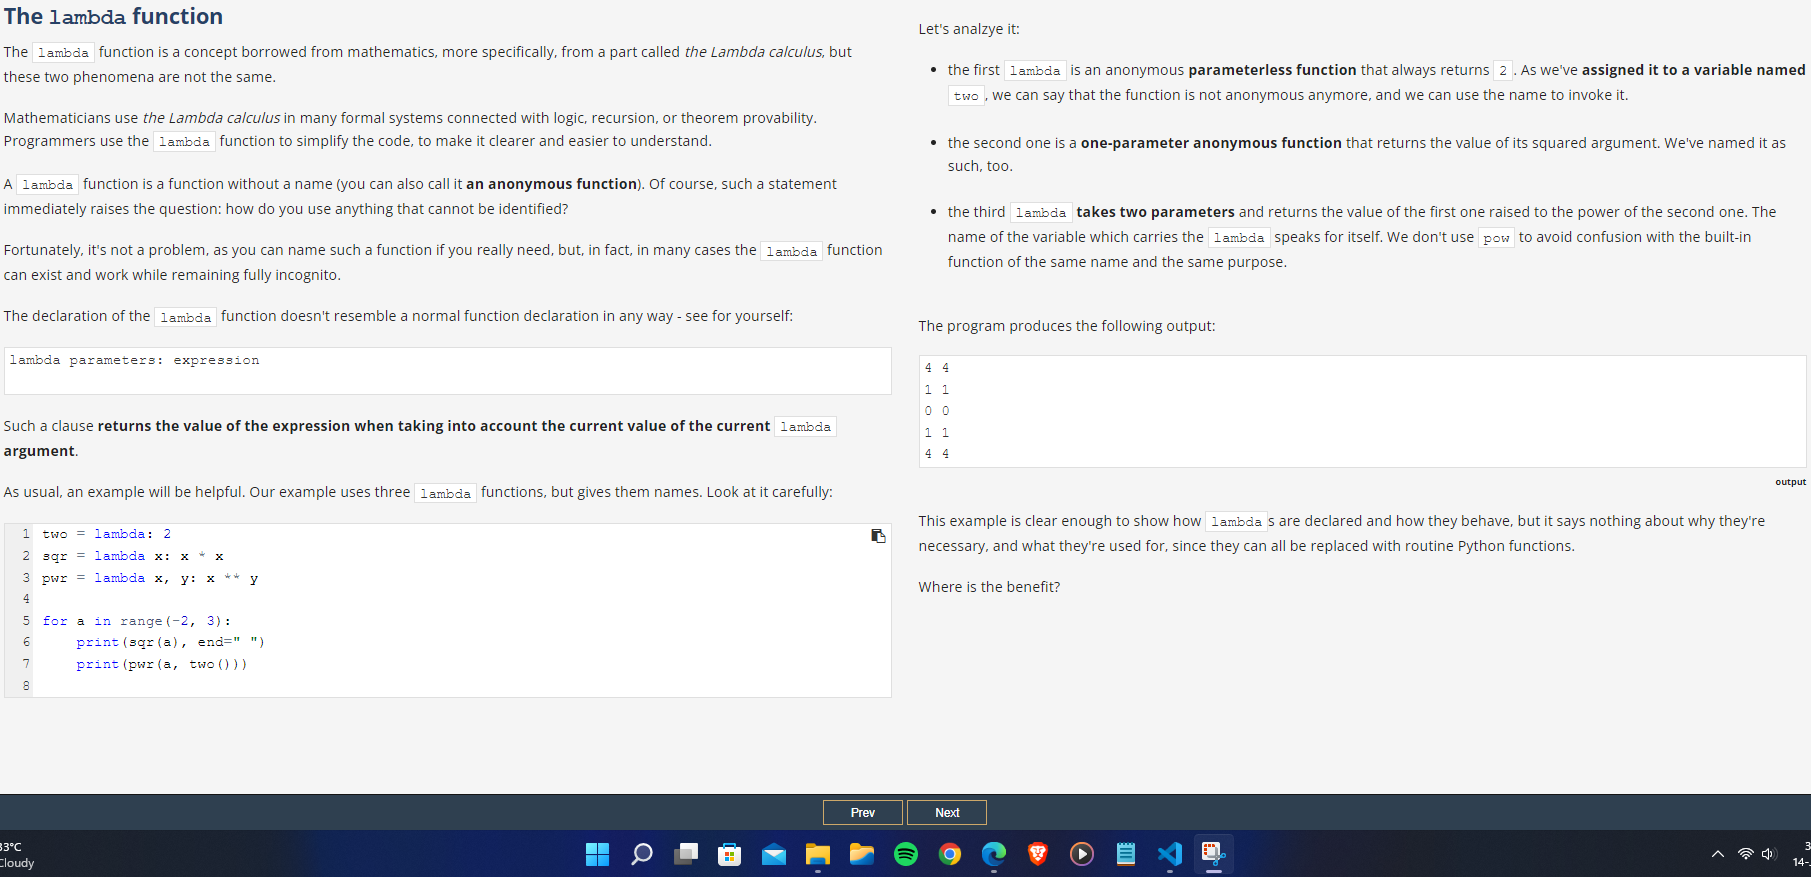 The lambda function
The lambda function is a concept borrowed from mathematics, more specifically, from a part called the Lambda calculus, but
these two phenomena are not the same.
Mathematicians use the Lambda calculus in many formal systems connected with logic, recursion, or theorem provability.
Programmers use the lambda function to simplify the code, to make it clearer and easier to understand.
A lambda function is a function without a name (you can also call it an anonymous function). Of course, such a statement
immediately raises the question: how do you use anything that cannot be identified?
Fortunately, it's not a problem, as you can name such a function if you really need, but, in fact, in many cases the lambda function
can exist and work while remaining fully incognito.
The declaration of the lambda function doesn't resemble a normal function declaration in any way - see for yourself:
lambda parameters: expression
Such a clause returns the value of the expression when taking into account the current value of the current lambda
argument.
As usual, an example will be helpful. Our example uses three lambda functions, but gives them names. Look at it carefully:
1 two = lambda: 2
2 sqr = lambda x: x * x
3 pwr = lambda x, y: x ** y
4
5 for a in range(-2, 3):
6     print(sqr(a), end=" ")
7     print(pwr(a, two()))
8
Let's analzye it:
• the first lambda is an anonymous parameterless function that always returns 2. As we've assigned it to a variable named
two, we can say that the function is not anonymous anymore, and we can use the name to invoke it.
• the second one is a one-parameter anonymous function that returns the value of its squared argument. We've named it as
such, too.
• the third lambda takes two parameters and returns the value of the first one raised to the power of the second one. The
name of the variable which carries the lambda speaks for itself. We don't use pow to avoid confusion with the built-in
function of the same name and the same purpose.
The program produces the following output:
4 4
1 1
0 0
1 1
4 4
output
This example is clear enough to show how lambdas are declared and how they behave, but it says nothing about why they're
necessary, and what they're used for, since they can all be replaced with routine Python functions.
Where is the benefit?
Prev
Next
33°C
Cloudy
3
14-